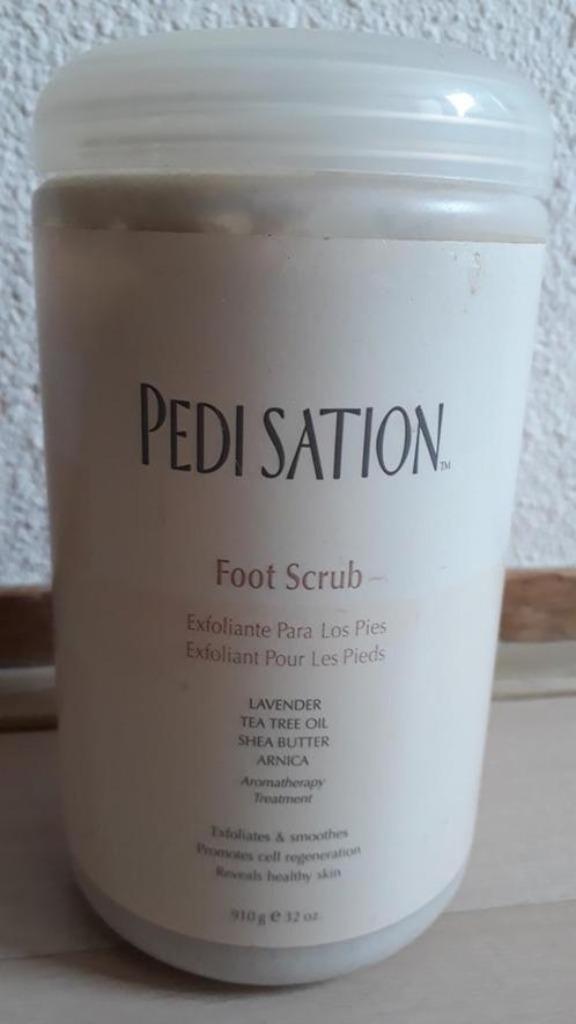 PEDI SATION™
Foot Scrub
Exfoliante Para Los Pies
Exfoliant Pour Les Pieds
LAVENDER
TEA TREE OIL
SHEA BUTTER
ARNICA
Aromatherapy
Treatment
Exfoliates & smoothes
Promotes cell regeneration
Reveals healthy skin
910 g e 32 oz.